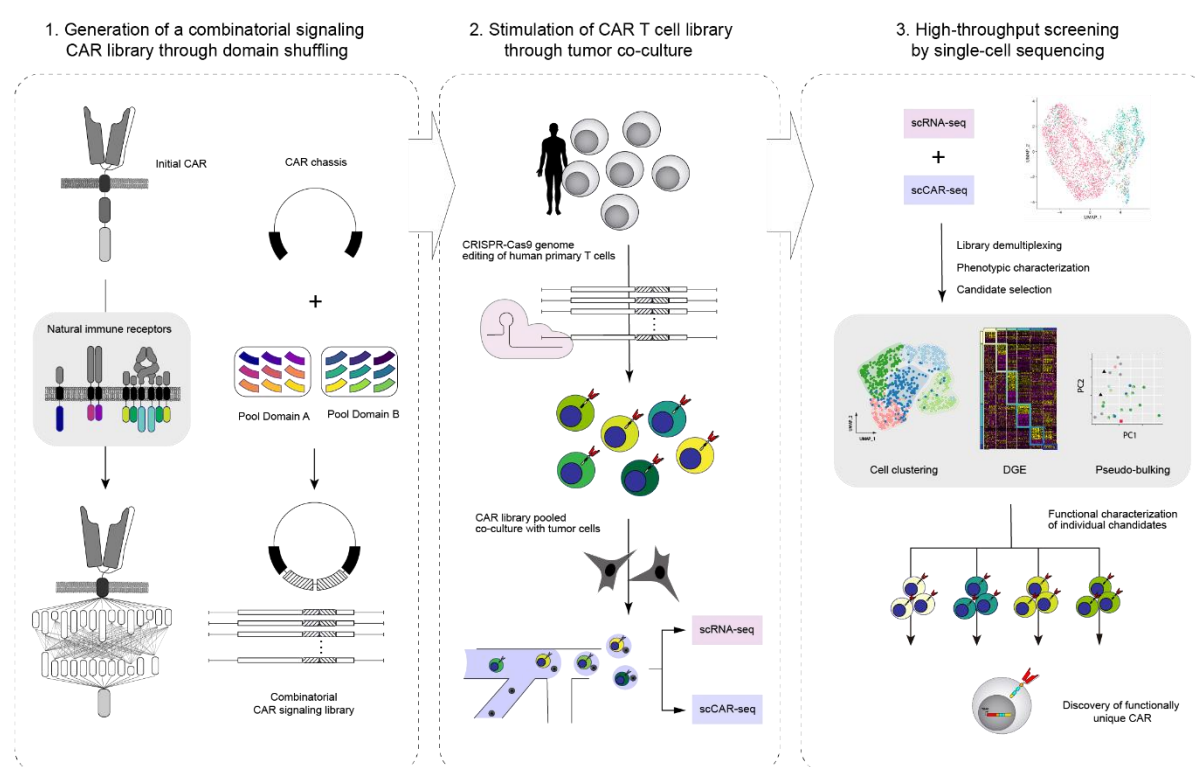 1. Generation of a combinatorial signaling
CAR library through domain shuffling
Initial CAR
CAR chassis
+
Natural immune receptors
Pool Domain A
Pool Domain B
Combinatorial
CAR signaling library
2. Stimulation of CAR T cell library
through tumor co-culture
CRISPR-Cas9 genome
editing of human primary T cells
CAR library pooled
co-culture with tumor cells
scRNA-seq
scCAR-seq
3. High-throughput screening
by single-cell sequencing
scRNA-seq
+
scCAR-seq
UMAP_2
UMAP_1
Library demultiplexing
Phenotypic characterization
Candidate selection
UMAP_2
UMAP_1
PC2
PC1
Cell clustering
DGE
Pseudo-bulking
Functional characterization
of individual chandidates
Discovery of functionally
unique CAR